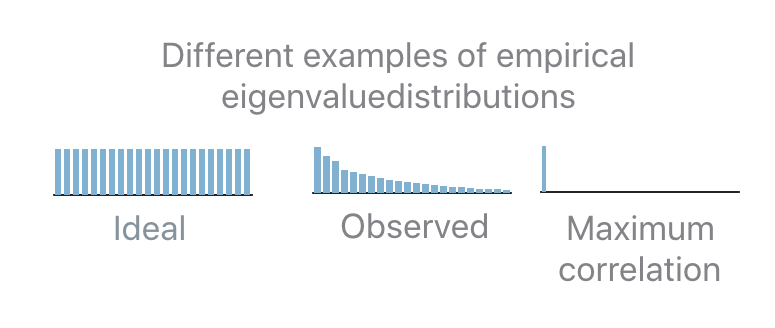 Different examples of empirical
eigenvaluedistributions
Ideal
Observed
Maximum
correlation